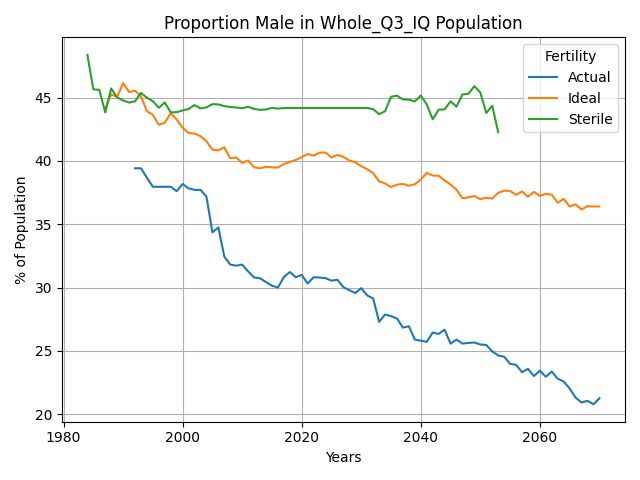 Proportion Male in Whole_Q3_IQ Population
% of Population
45
40
35
30
25
20
1980
2000
2020
2040
2060
Years
Fertility
Actual
Ideal
Sterile